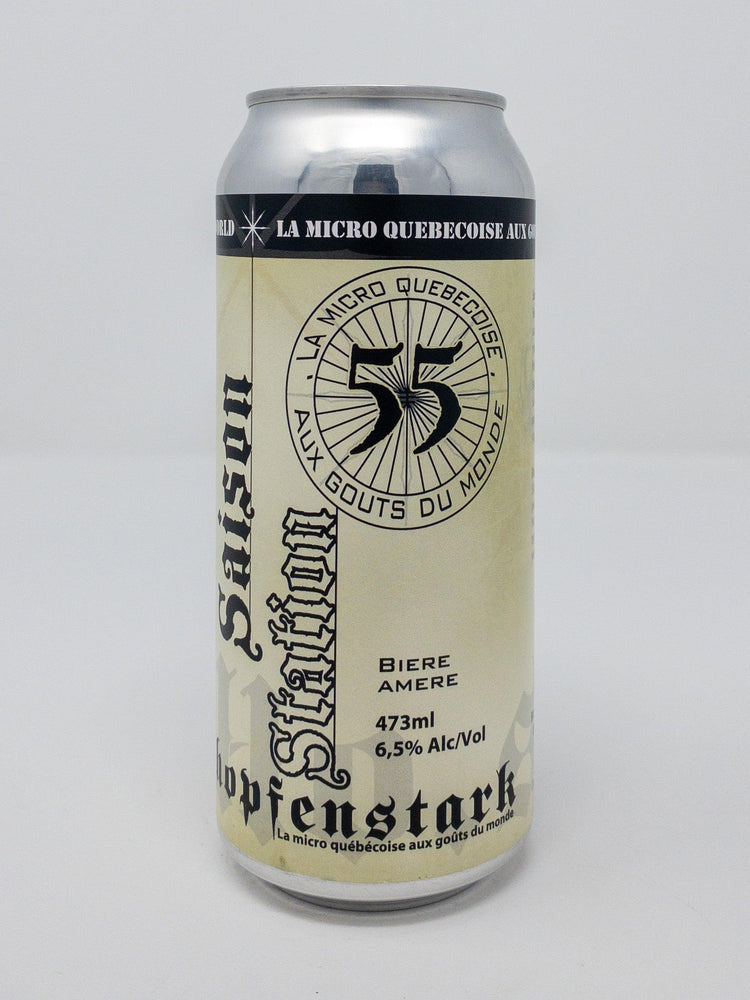 LA MICRO QUEBECOISE AUX
· LA MICRO QUEBECOISE ·
AUX GOUTS DU MONDE
55
Saison
Station
BIERE
AMERE
473ml
6,5% Alc/Vol
hopfenstark
La micro québécoise aux goûts du monde